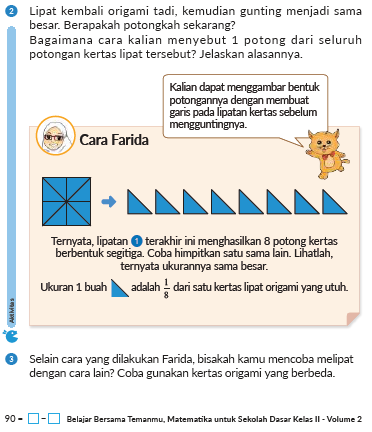 2 Lipat kembali origami tadi, kemudian gunting menjadi sama
besar. Berapakah potongkah sekarang?
Bagaimana cara kalian menyebut 1 potong dari seluruh
potongan kertas lipat tersebut? Jelaskan alasannya.
Kalian dapat menggambar bentuk
potongannya dengan membuat
garis pada lipatan kertas sebelum
mengguntingnya.
Cara Farida
Ternyata, lipatan 1 terakhir ini menghasilkan 8 potong kertas
berbentuk segitiga. Coba himpitkan satu sama lain. Lihatlah,
ternyata ukurannya sama besar.
Ukuran 1 buah adalah 1/8 dari satu kertas lipat origami yang utuh.
Aktivitas
3 Selain cara yang dilakukan Farida, bisakah kamu mencoba melipat
dengan cara lain? Coba gunakan kertas origami yang berbeda.
90 = □ - □ Belajar Bersama Temanmu, Matematika untuk Sekolah Dasar Kelas II - Volume 2